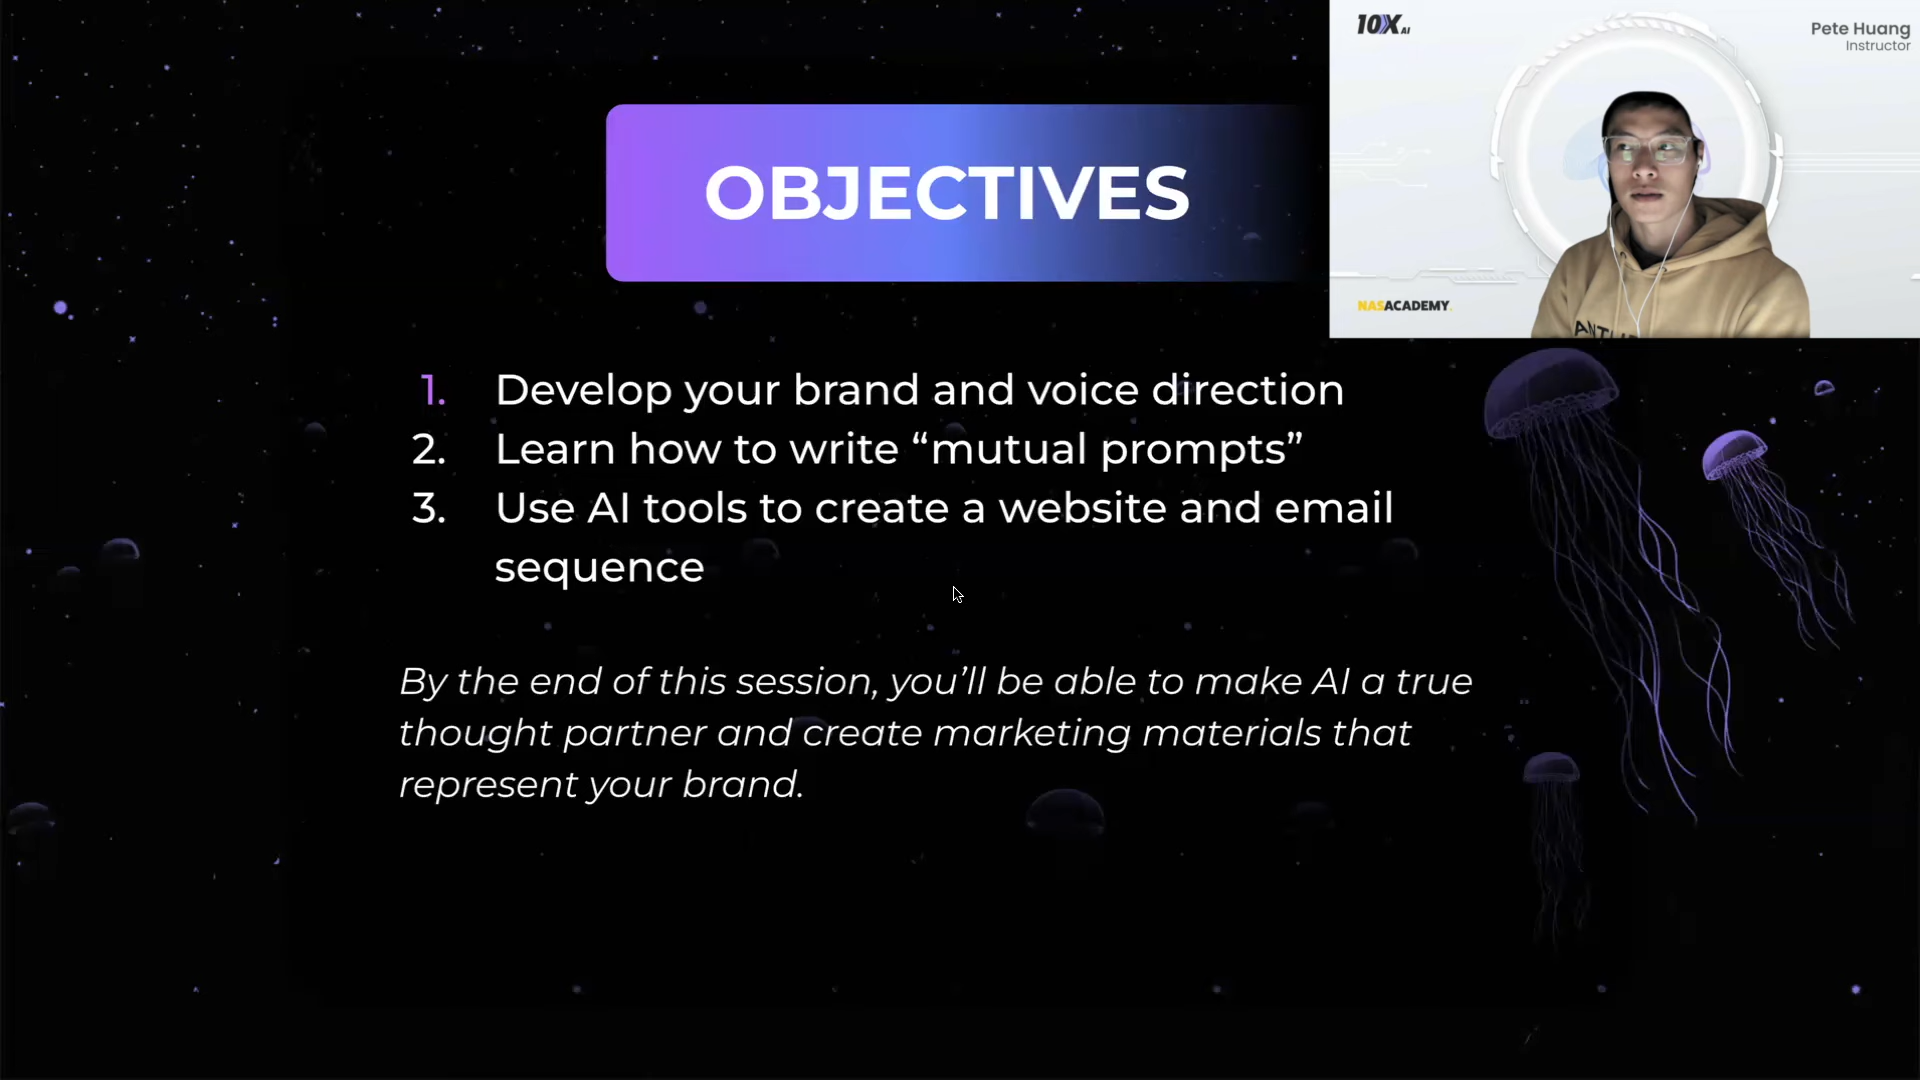 10X AI
Pete Huang
Instructor
OBJECTIVES
NASACADEMY
1. Develop your brand and voice direction
2. Learn how to write “mutual prompts”
3. Use AI tools to create a website and email
sequence
By the end of this session, you’ll be able to make AI a true
thought partner and create marketing materials that
represent your brand.